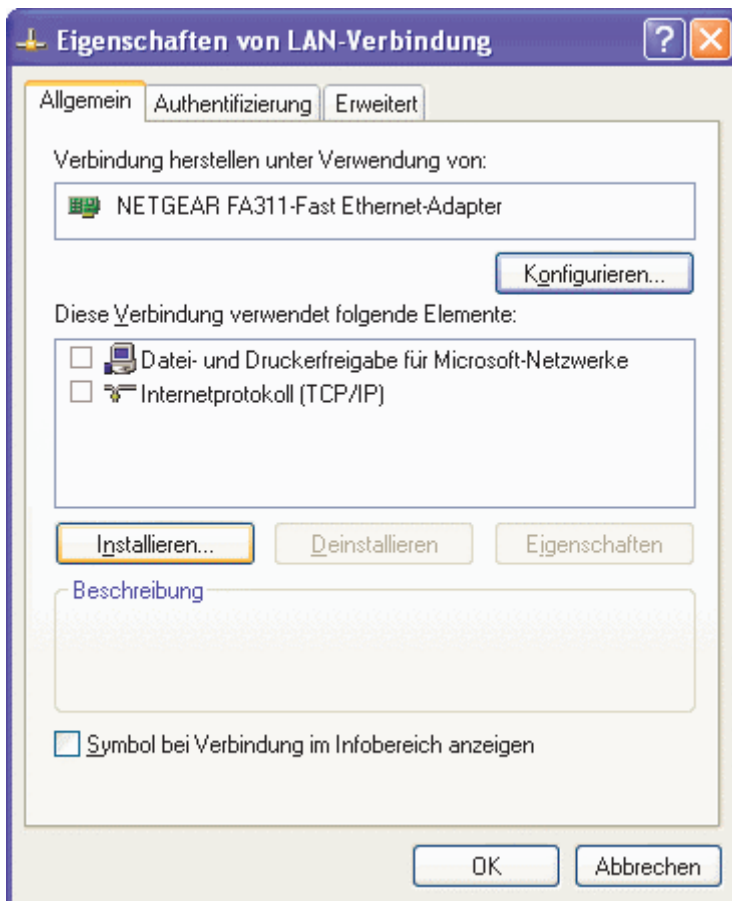 Eigenschaften von LAN-Verbindung
Allgemein Authentifizierung Erweitert
Verbindung herstellen unter Verwendung von:
NETGEAR FA311-Fast Ethernet-Adapter
Konfigurieren...
Diese Verbindung verwendet folgende Elemente:
Datei- und Druckerfreigabe für Microsoft-Netzwerke
Internetprotokoll (TCP/IP)
Installieren... Deinstallieren Eigenschaften
Beschreibung
Symbol bei Verbindung im Infobereich anzeigen
OK Abbrechen